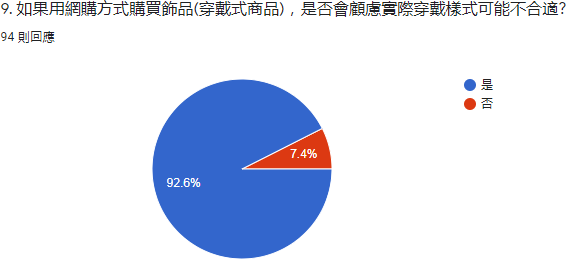 9. 如果用網購方式購買飾品(穿戴式商品)，是否會顧慮實際穿戴樣式可能不合適?
94 則回應
是
否
7.4%
92.6%